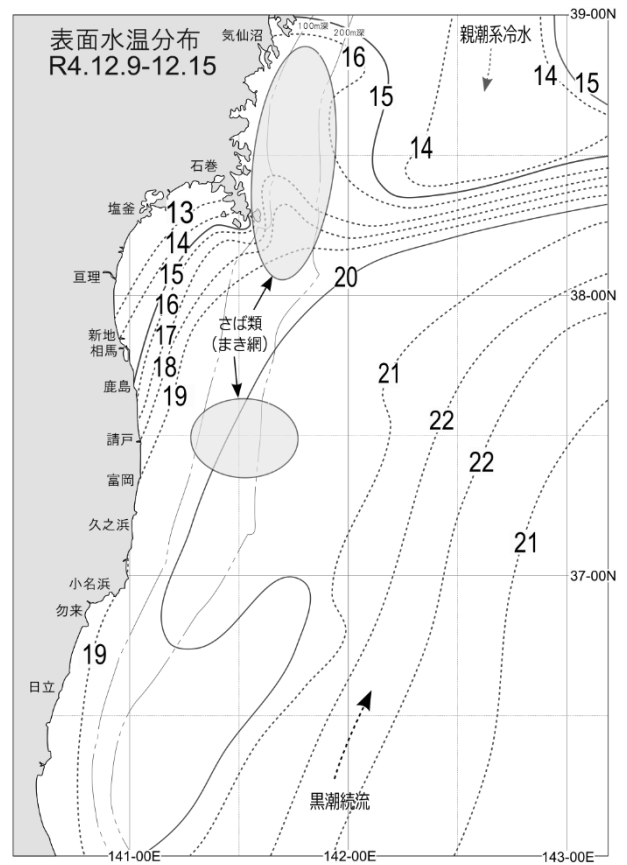 表面水温分布
R4.12.9-12.15
気仙沼
100m深
200m深
親潮系冷水
39-00N
16
15
14
15
14
石巻
塩釜
13
14
15
16
17
18
19
亘理
新地
相馬
鹿島
請戸
富岡
久之浜
小名浜
勿来
日立
20
38-00N
さば類
(まき網)
21
22
22
21
37-00N
19
黒潮続流
141-00E
142-00E
143-00E